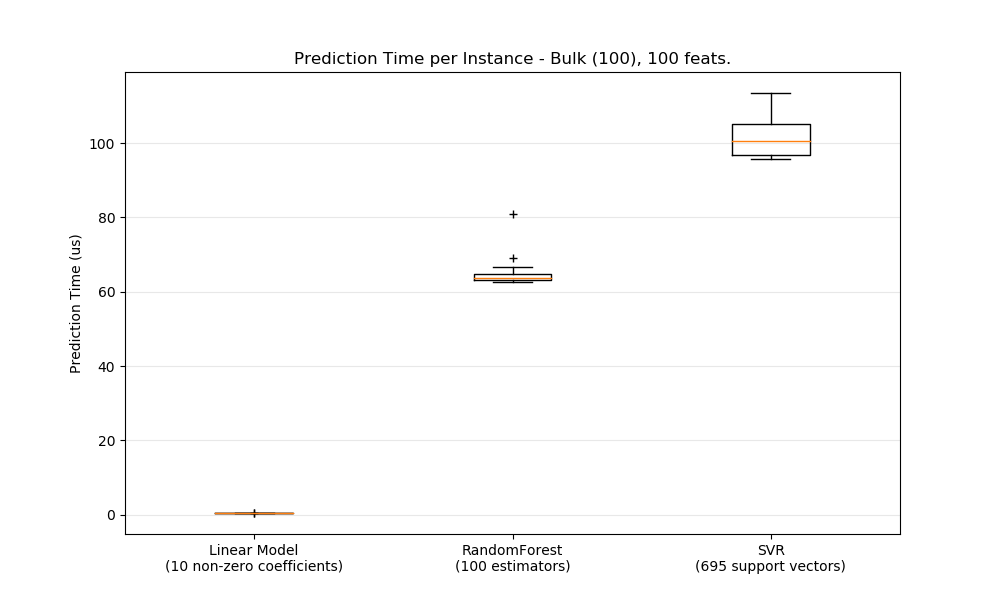 Prediction Time per Instance - Bulk (100), 100 feats.
Prediction Time (us)
100
80
60
40
20
0
Linear Model
(10 non-zero coefficients)
RandomForest
(100 estimators)
SVR
(695 support vectors)